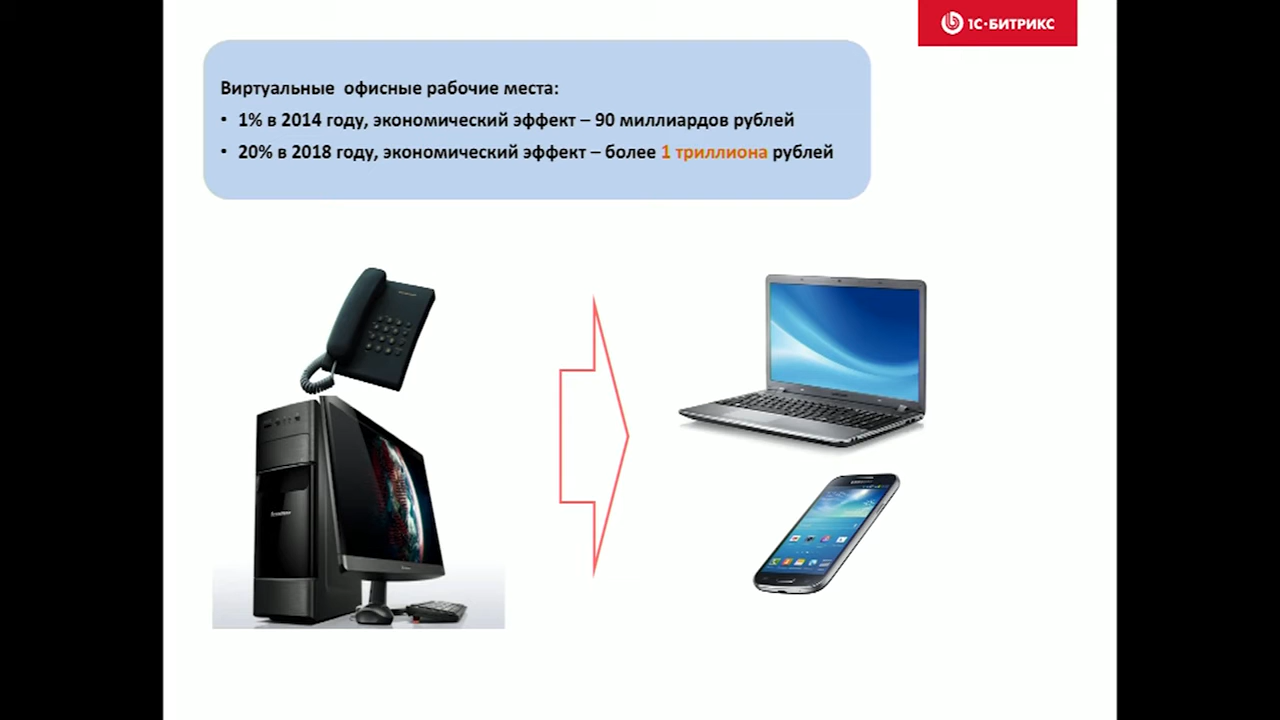 1С·БИТРИКС
Виртуальные офисные рабочие места:
• 1% в 2014 году, экономический эффект – 90 миллиардов рублей
• 20% в 2018 году, экономический эффект – более 1 триллиона рублей